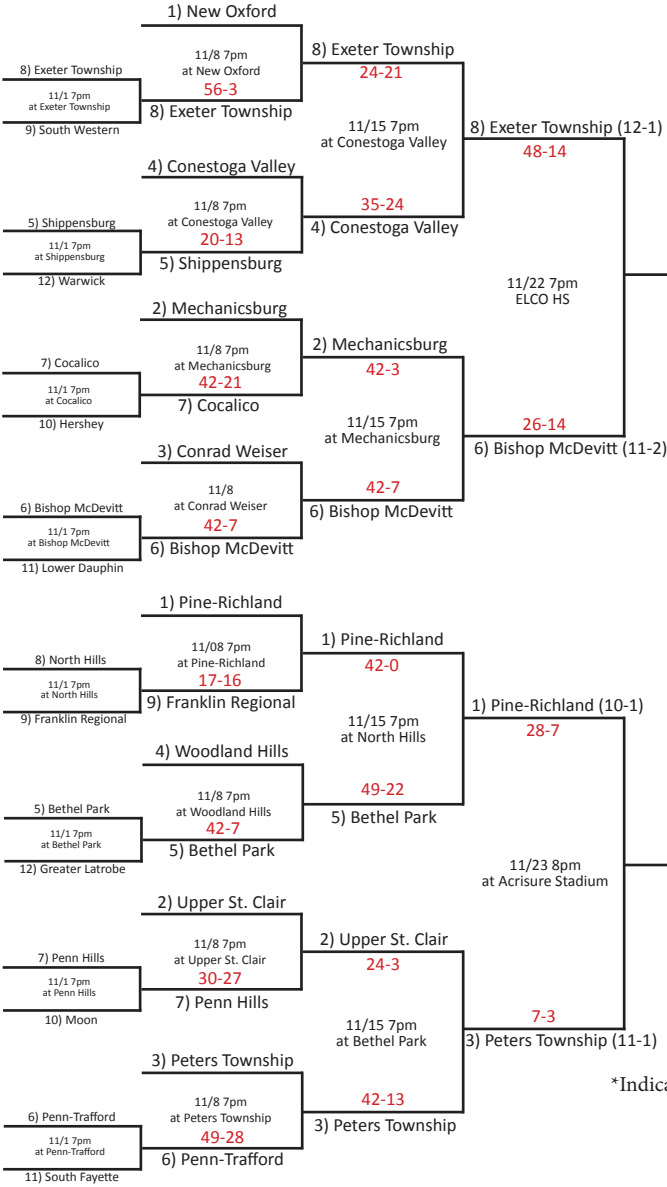 1) New Oxford
8) Exeter Township
11/1 7pm
at Exeter Township
9) South Western
11/8 7pm
at New Oxford
56-3
8) Exeter Township
8) Exeter Township
24-21
4) Conestoga Valley
5) Shippensburg
11/1 7pm
at Shippensburg
12) Warwick
11/8 7pm
at Conestoga Valley
20-13
5) Shippensburg
11/15 7pm
at Conestoga Valley
35-24
4) Conestoga Valley
8) Exeter Township (12-1)
48-14
2) Mechanicsburg
7) Cocalico
11/1 7pm
at Cocalico
10) Hershey
11/8 7pm
at Mechanicsburg
42-21
7) Cocalico
2) Mechanicsburg
42-3
3) Conrad Weiser
6) Bishop McDevitt
11/1 7pm
at Bishop McDevitt
11) Lower Dauphin
11/8
at Conrad Weiser
42-7
6) Bishop McDevitt
11/15 7pm
at Mechanicsburg
42-7
6) Bishop McDevitt
11/22 7pm
ELCO HS
26-14
6) Bishop McDevitt (11-2)
1) Pine-Richland
8) North Hills
11/1 7pm
at North Hills
9) Franklin Regional
11/08 7pm
at Pine-Richland
17-16
9) Franklin Regional
1) Pine-Richland
42-0
4) Woodland Hills
5) Bethel Park
11/1 7pm
at Bethel Park
12) Greater Latrobe
11/8 7pm
at Woodland Hills
42-7
5) Bethel Park
11/15 7pm
at North Hills
49-22
5) Bethel Park
1) Pine-Richland (10-1)
28-7
2) Upper St. Clair
7) Penn Hills
11/1 7pm
at Penn Hills
10) Moon
11/8 7pm
at Upper St. Clair
30-27
7) Penn Hills
2) Upper St. Clair
24-3
3) Peters Township
6) Penn-Trafford
11/1 7pm
at Penn-Trafford
11) South Fayette
11/8 7pm
at Peters Township
49-28
6) Penn-Trafford
11/15 7pm
at Bethel Park
42-13
3) Peters Township
11/23 8pm
at Acrisure Stadium
7-3
3) Peters Township (11-1)
*Indica